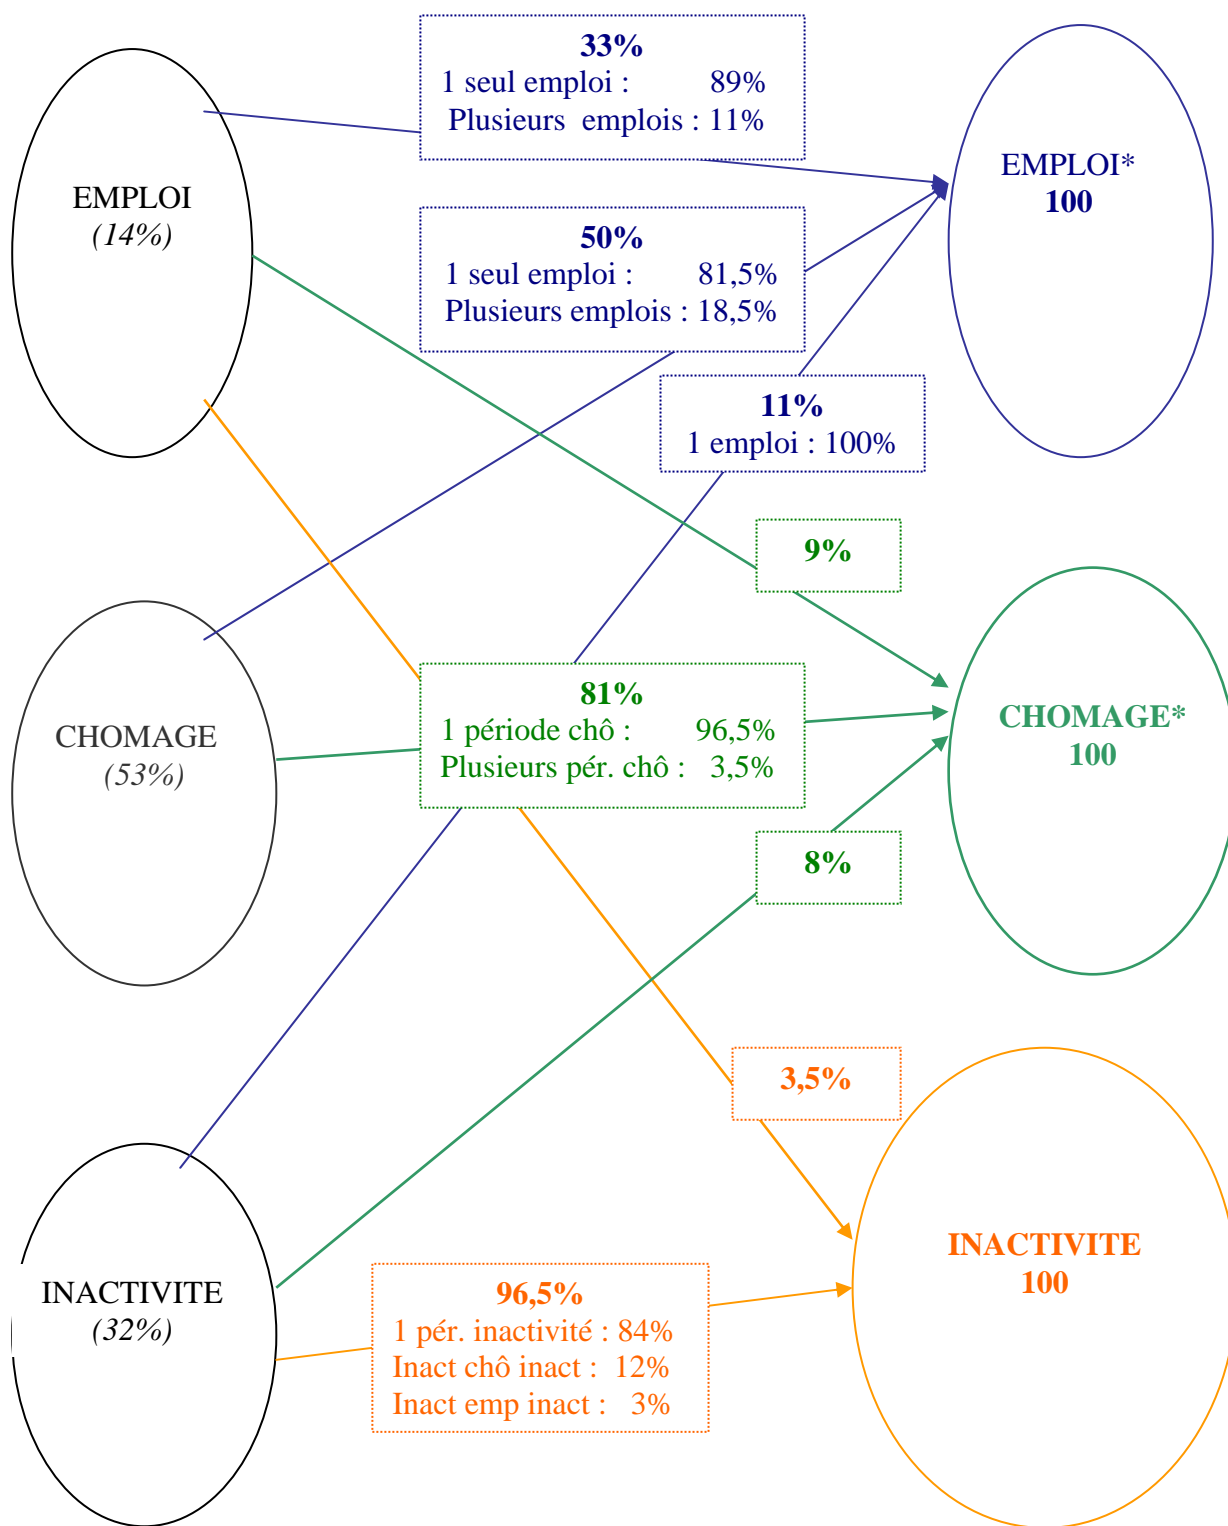 33%
1 seul emploi : 89%
Plusieurs emplois : 11%
EMPLOI
(14%)
EMPLOI*
100
50%
1 seul emploi : 81,5%
Plusieurs emplois : 18,5%
11%
1 emploi : 100%
9%
CHOMAGE
(53%)
81%
1 période chô : 96,5%
Plusieurs pér. chô : 3,5%
CHOMAGE*
100
8%
3,5%
INACTIVITE
(32%)
96,5%
1 pér. inactivité : 84%
Inact chô inact : 12%
Inact emp inact : 3%
INACTIVITE
100